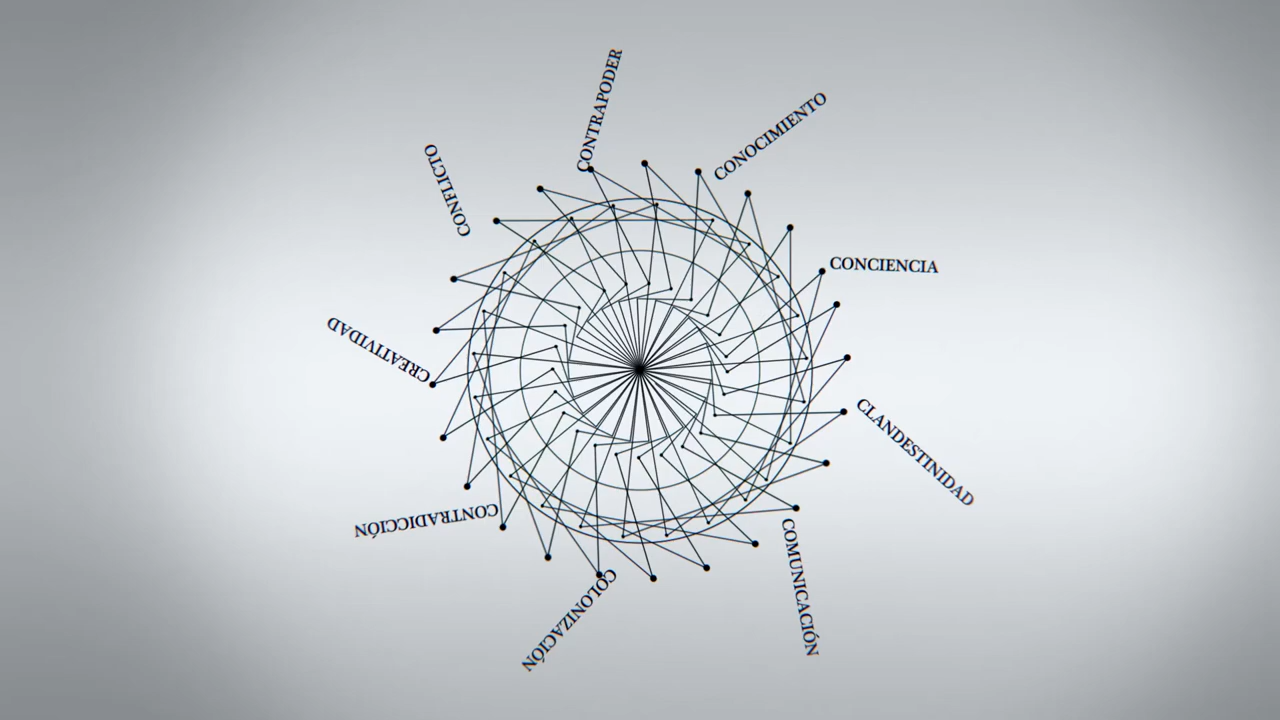 CONTRAPODER
CONOCIMIENTO
CONCIENCIA
CLANDESTINIDAD
COMUNICACIÓN
COLONIZACIÓN
CONTRADICCIÓN
CREATIVIDAD
CONFLICTO